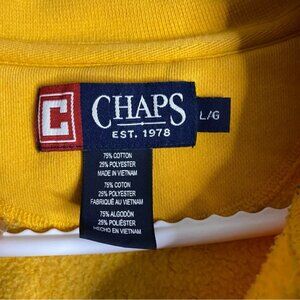 C
CHAPS
EST. 1978
L/G
75% COTTON
25% POLYESTER
MADE IN VIETNAM
75% COTON
25% POLYESTER
FABRIQUÉ AU VIETNAM
75% ALGODÓN
25% POLIÉSTER
HECHO EN VIETNAM